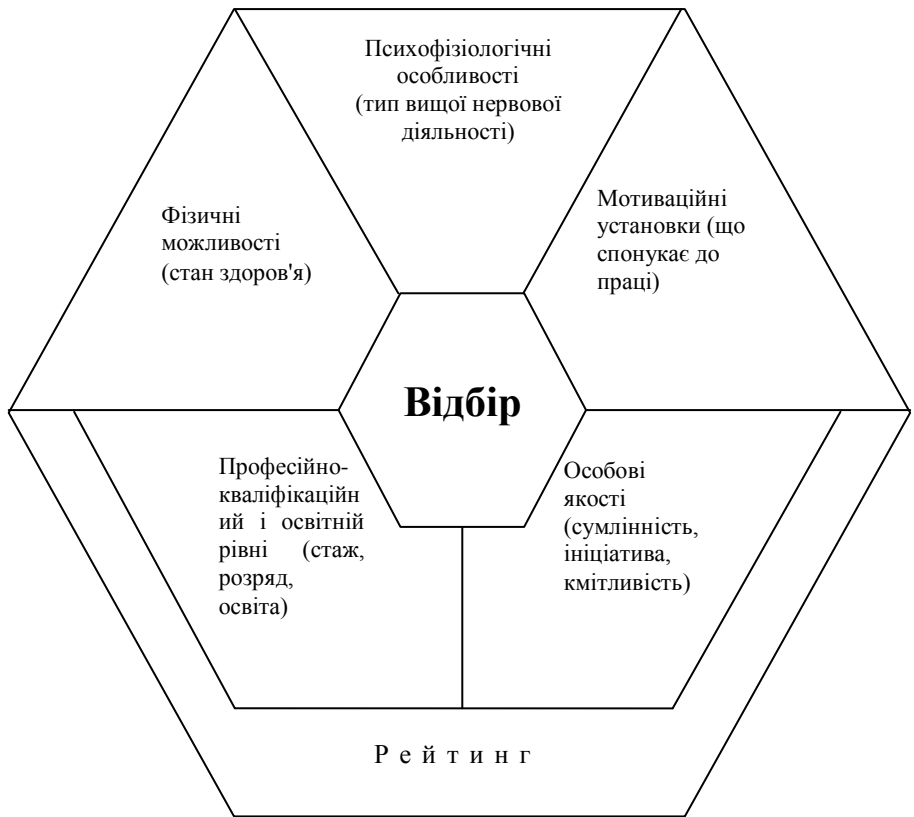 Психофізіологічні
особливості
(тип вищої нервової
діяльності)
Фізичні
можливості
(стан здоров'я)
Мотиваційні
установки (що
спонукає до
праці)
Відбір
Професійно-
кваліфікаційн
ий і освітній
рівні (стаж,
розряд,
освіта)
Особові
якості
(сумлінність,
ініціатива,
кмітливість)
Рейтинг